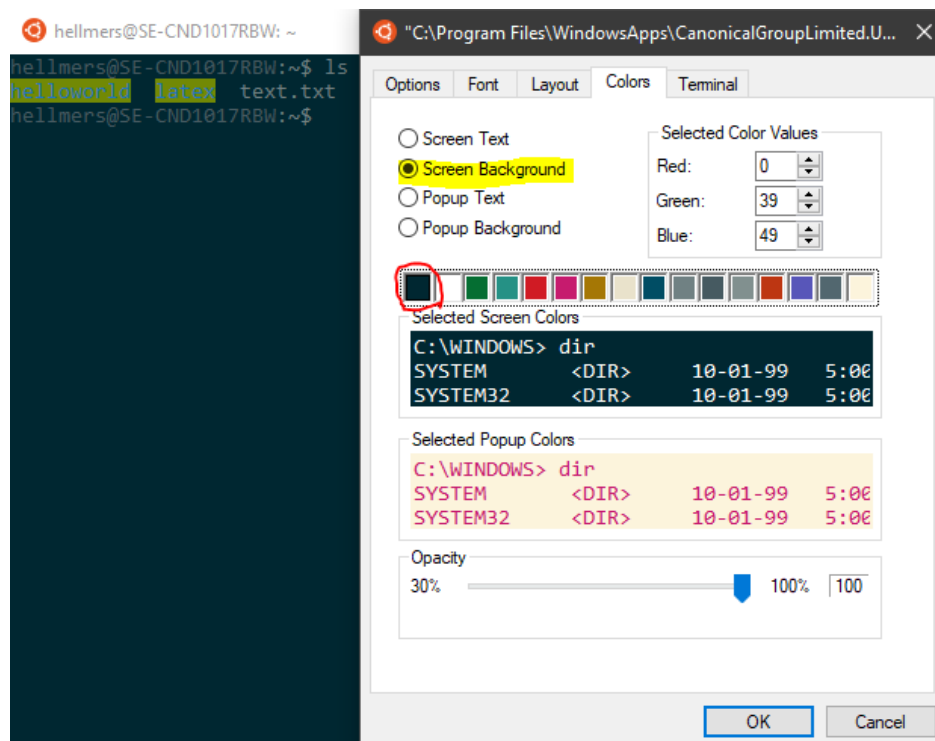 hellmers@SE-CND1017RBW: ~
hellmers@SE-CND1017RBW:~$ ls
helloworld latex text.txt
hellmers@SE-CND1017RBW:~$
"C:\Program Files\WindowsApps\CanonicalGroupLimited.U...
Options Font Layout Colors Terminal
Screen Text
Screen Background
Popup Text
Popup Background
Selected Color Values
Red: 0
Green: 39
Blue: 49
Selected Screen Colors
C:\WINDOWS> dir
SYSTEM <DIR> 10-01-99 5:00
SYSTEM32 <DIR> 10-01-99 5:00
Selected Popup Colors
C:\WINDOWS> dir
SYSTEM <DIR> 10-01-99 5:00
SYSTEM32 <DIR> 10-01-99 5:00
Opacity
30% 100% 100
OK Cancel